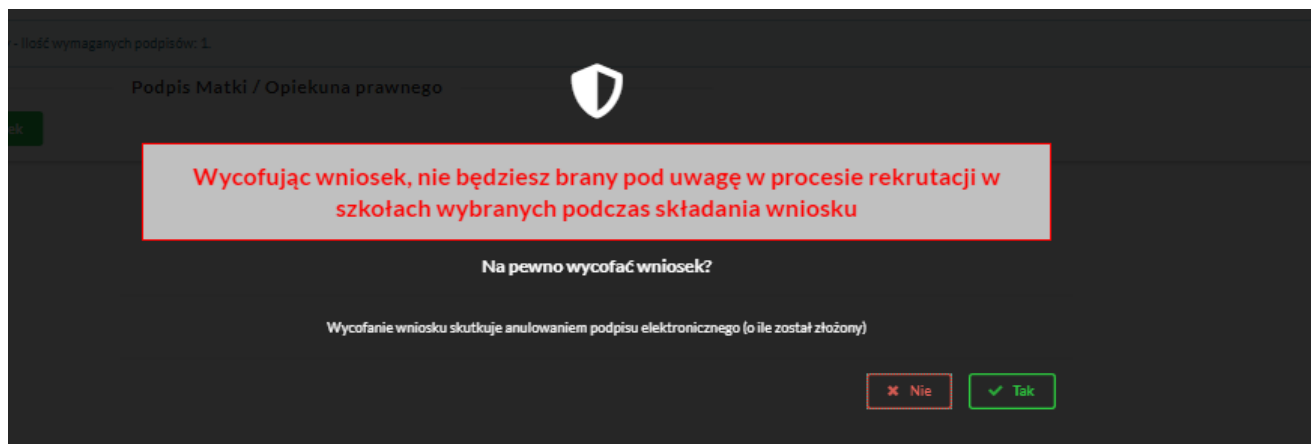 - Ilość wymaganych podpisów: 1.
Podpis Matki / Opiekuna prawnego
ek
Wycofując wniosek, nie będziesz brany pod uwagę w procesie rekrutacji w
szkołach wybranych podczas składania wniosku
Na pewno wycofać wniosek?
Wycofanie wniosku skutkuje anulowaniem podpisu elektronicznego (o ile został złożony)
Nie Tak